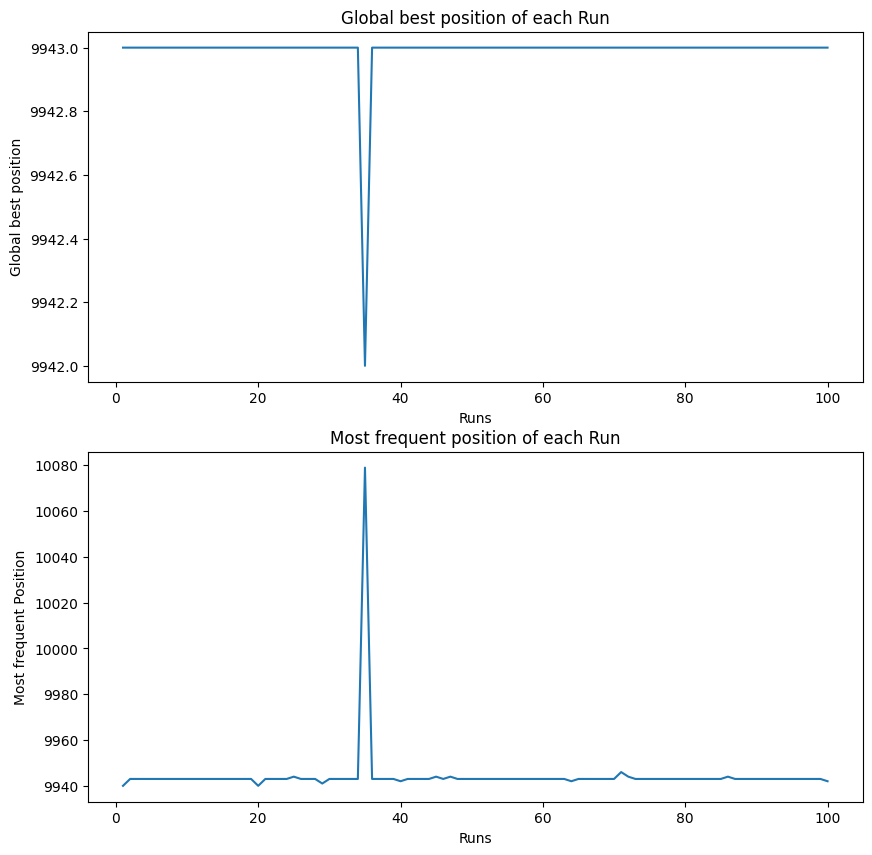 Global best position of each Run
Global best position
9943.0
9942.8
9942.6
9942.4
9942.2
9942.0
0 20 40 60 80 100
Runs
Most frequent position of each Run
Most frequent Position
10080
10060
10040
10020
10000
9980
9960
9940
0 20 40 60 80 100
Runs